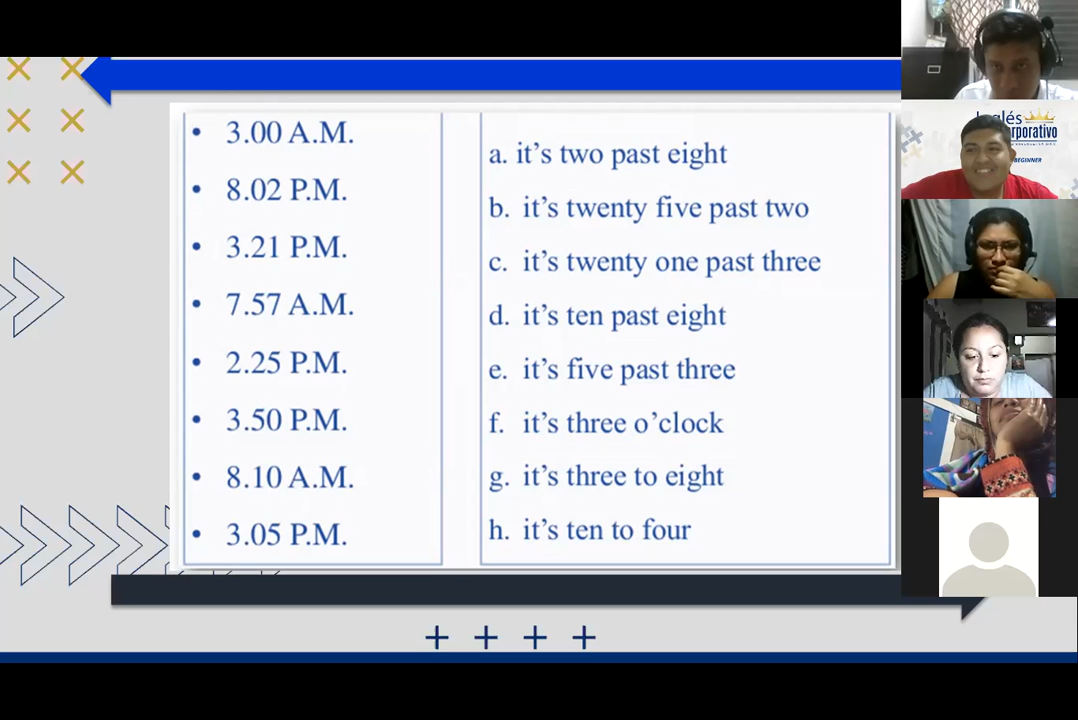 • 3.00 A.M.
• 8.02 P.M.
• 3.21 P.M.
• 7.57 A.M.
• 2.25 P.M.
• 3.50 P.M.
• 8.10 A.M.
• 3.05 P.M.
a. it's two past eight
b. it's twenty five past two
c. it's twenty one past three
d. it's ten past eight
e. it's five past three
f. it's three o'clock
g. it's three to eight
h. it's ten to four
BEGINNER